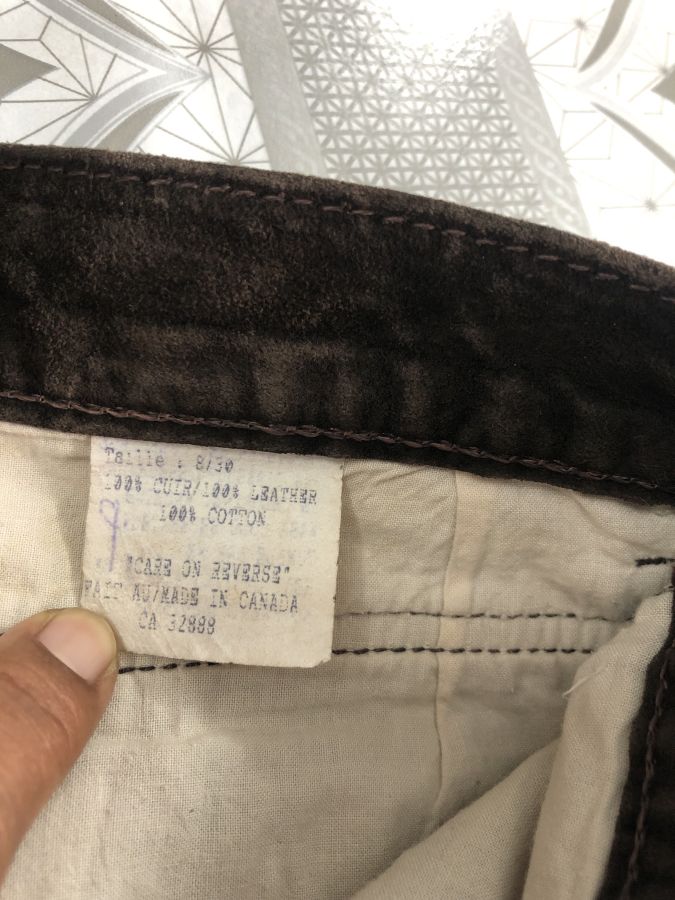 Taille : 8/30
100% CUIR/100% LEATHER
100% COTTON
"CARE ON REVERSE"
FAIT AU/MADE IN CANADA
CA 32888